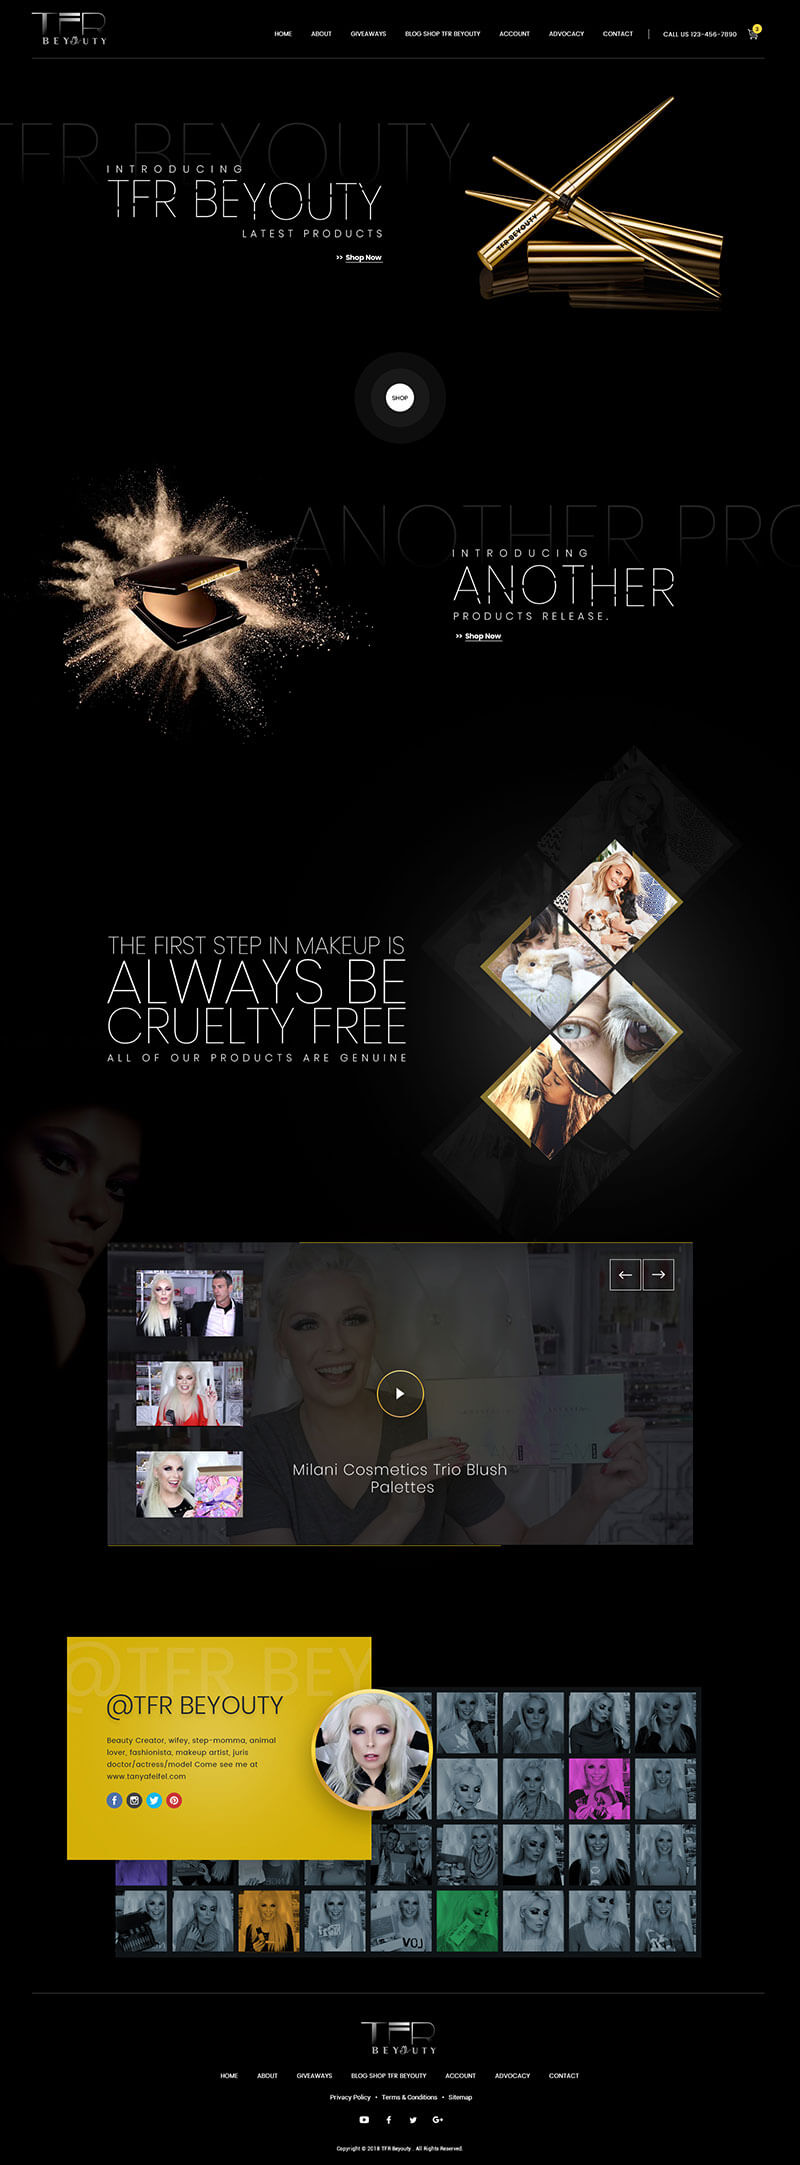 TFR
BEYOUTY
HOME ABOUT GIVEAWAYS BLOG SHOP TFR BEYOUTY ACCOUNT ADVOCACY CONTACT | CALL US 123-456-7890
TFR BEYOUTY
INTRODUCING
TFR BEYOUTY
LATEST PRODUCTS
>> Shop Now
TFR BEYOUTY
SHOP
ANOTHER PRO
INTRODUCING
ANOTHER
PRODUCTS RELEASE.
>> Shop Now
THE FIRST STEP IN MAKEUP IS
ALWAYS BE
CRUELTY FREE
ALL OF OUR PRODUCTS ARE GENUINE
Milani Cosmetics Trio Blush
Palettes
@TFR BEY
@TFR BEYOUTY
Beauty Creator, wifey, step-momma, animal
lover, fashionista, makeup artist, juris
doctor/actress/model Come see me at
www.tanyafeifel.com
TFR
BEYOUTY
HOME ABOUT GIVEAWAYS BLOG SHOP TFR BEYOUTY ACCOUNT ADVOCACY CONTACT
Privacy Policy • Terms & Conditions • Sitemap
Copyright © 2018 TFR Beyouty . All Rights Reserved.